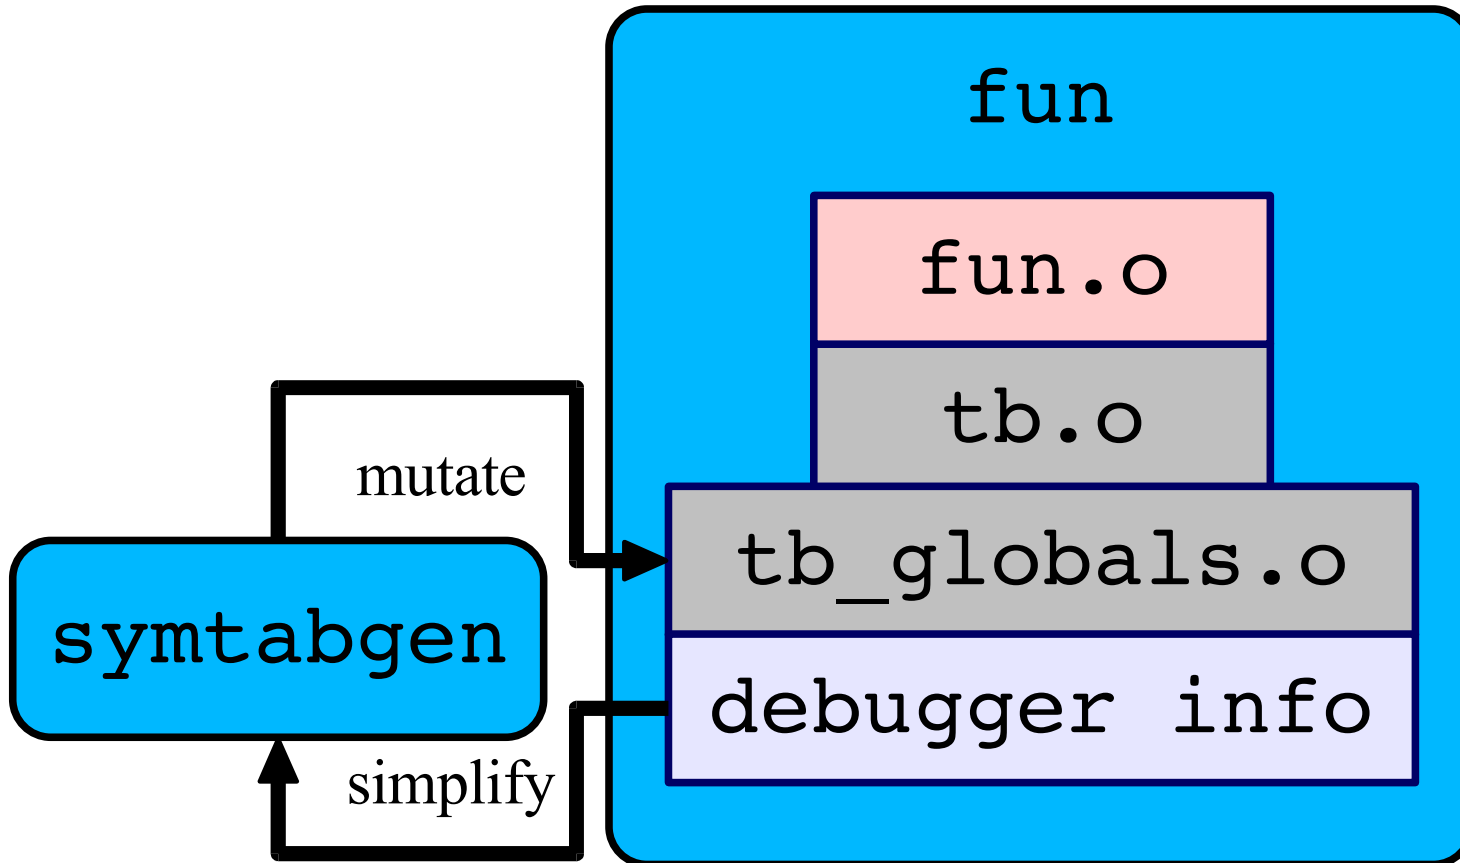 fun
fun.o
tb.o
mutate
tb_globals.o
symtabgen
debugger info
simplify